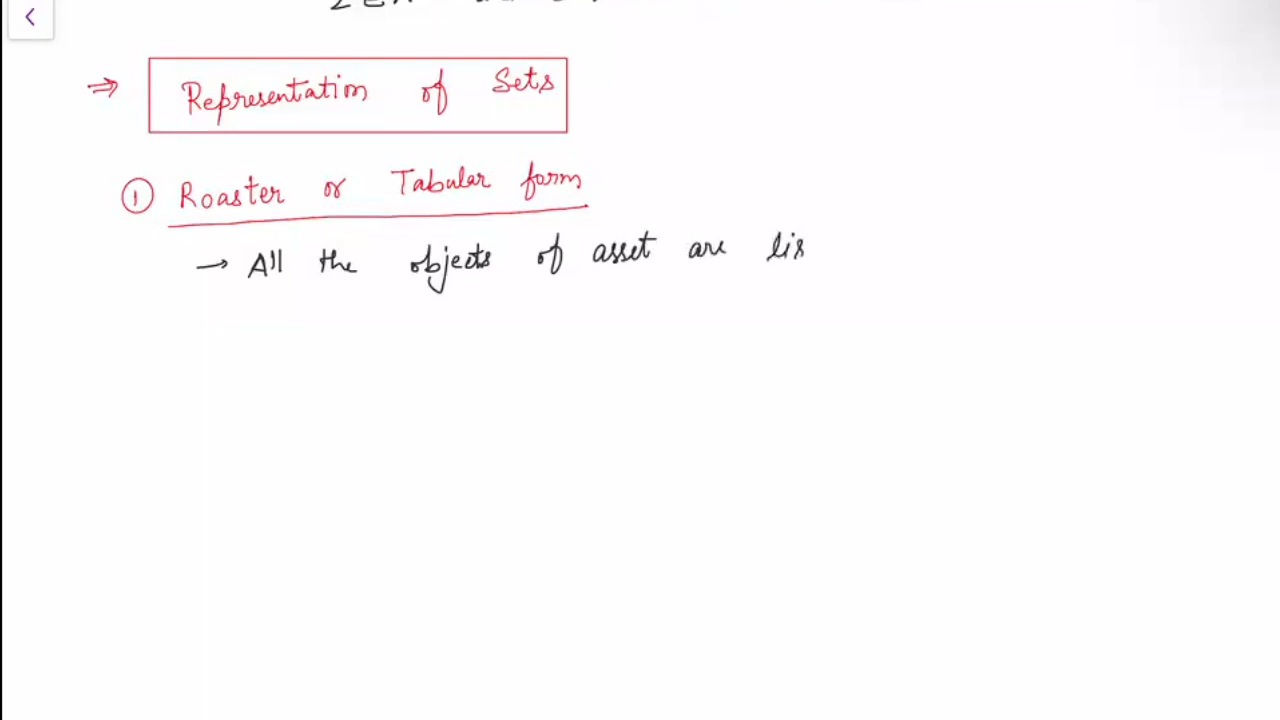 ⇒ Representation of Sets
① Roaster or Tabular form
→ All the objects of asset are lis